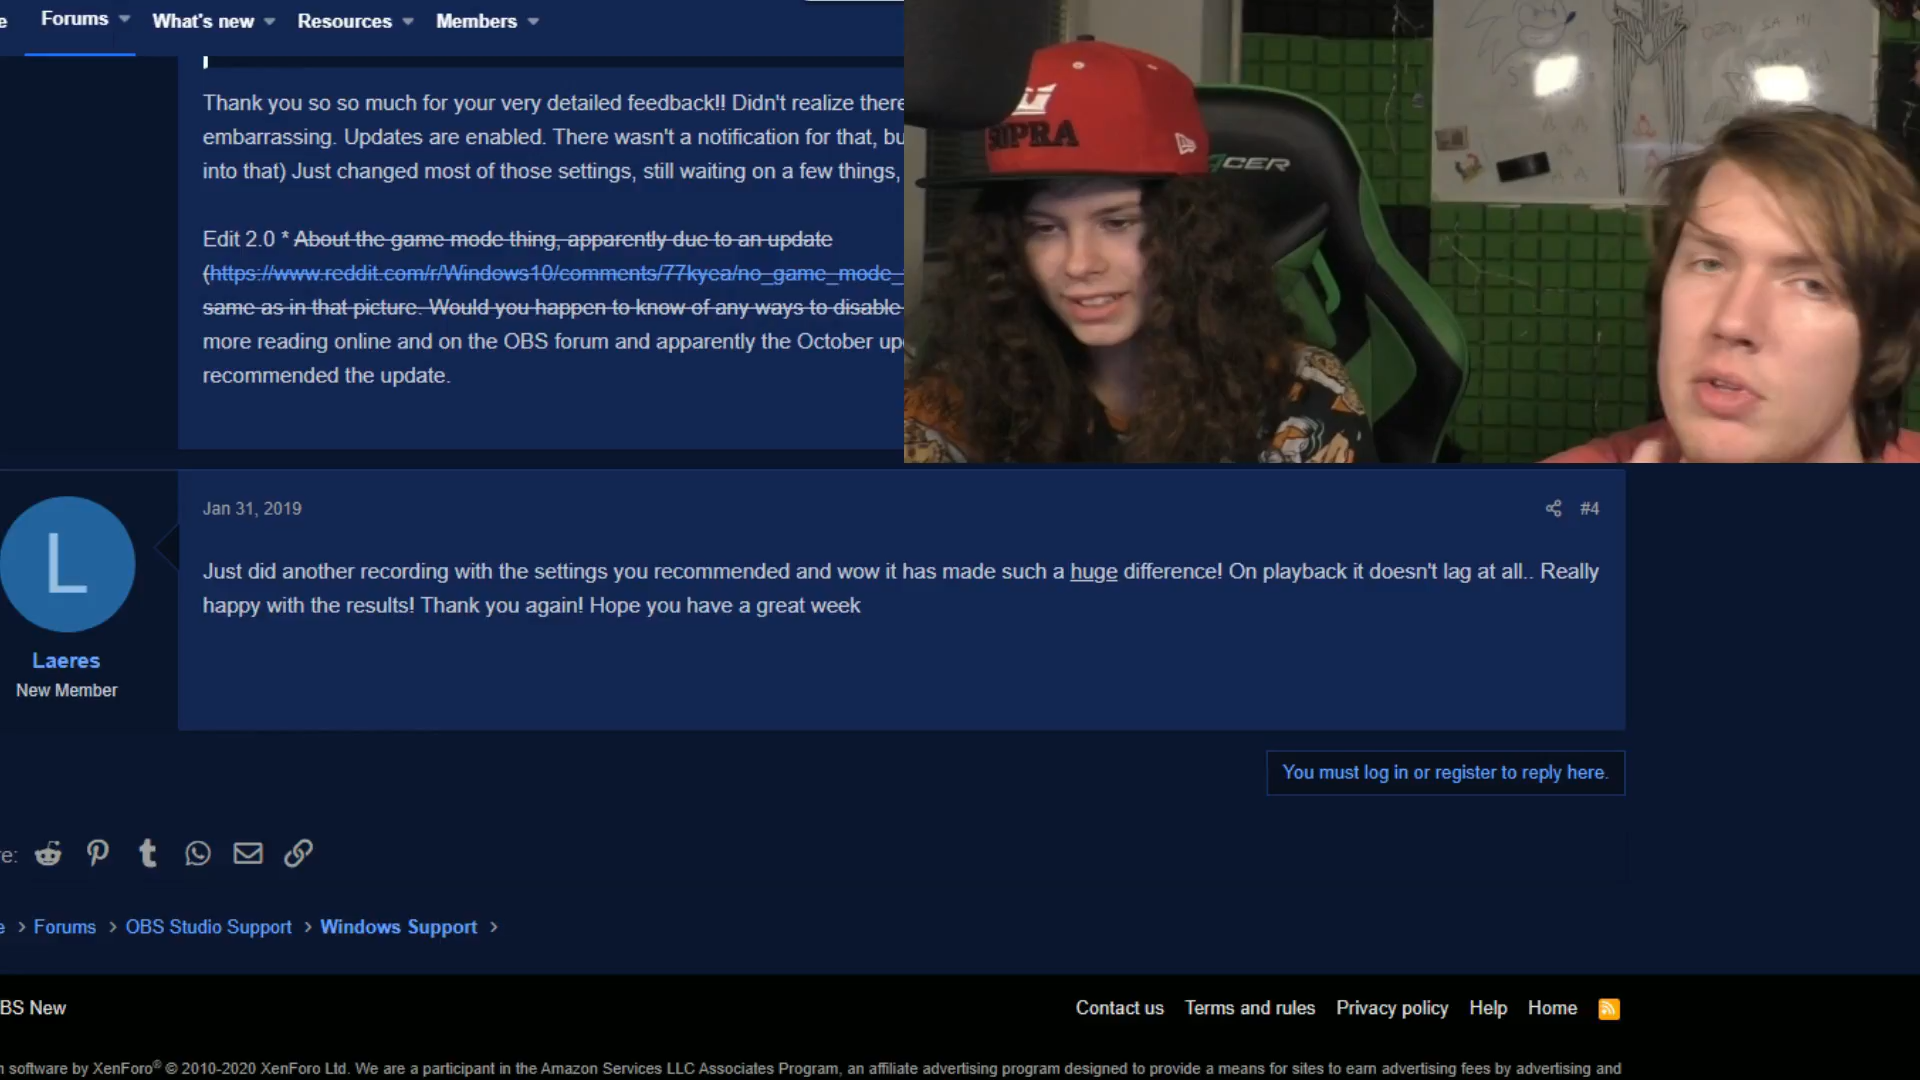 Forums
What's new
Resources
Members
Thank you so so much for your very detailed feedback!! Didn't realize there
embarrassing. Updates are enabled. There wasn't a notification for that,
into that) Just changed most of those settings, still waiting on a few things,
Edit 2.0 * About the game mode thing, apparently due to an update
(https://www.reddit.com/r/Windows10/comments/77kyea/no_game_mode_
same as in that picture. Would you happen to know of any ways to disable
more reading online and on the OBS forum and apparently the October
recommended the update.
SUPRA
ACER
L
Laeres
New Member
Jan 31, 2019
#4
Just did another recording with the settings you recommended and wow it has made such a huge difference! On playback it doesn't lag at all.. Really
happy with the results! Thank you again! Hope you have a great week
You must log in or register to reply here.
re:
Forums > OBS Studio Support > Windows Support >
BS New
Contact us
Terms and rules
Privacy policy
Help
Home
software by XenForo® © 2010-2020 XenForo Ltd. We are a participant in the Amazon Services LLC Associates Program, an affiliate advertising program designed to provide a means for sites to earn advertising fees by advertising and